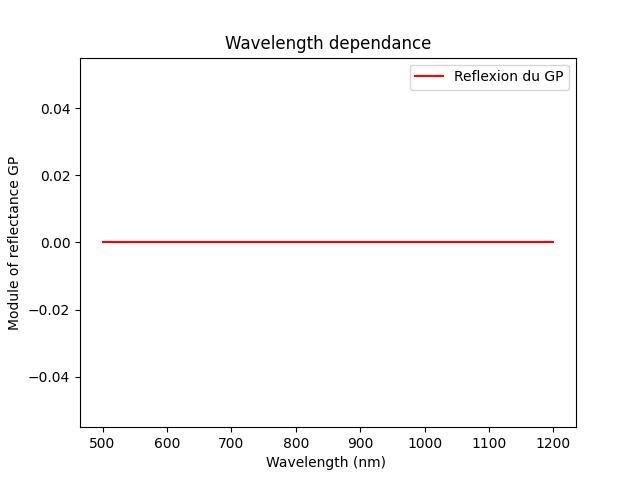 Wavelength dependance
Reflexion du GP
Module of reflectance GP
0.04
0.02
0.00
−0.02
−0.04
500 600 700 800 900 1000 1100 1200
Wavelength (nm)